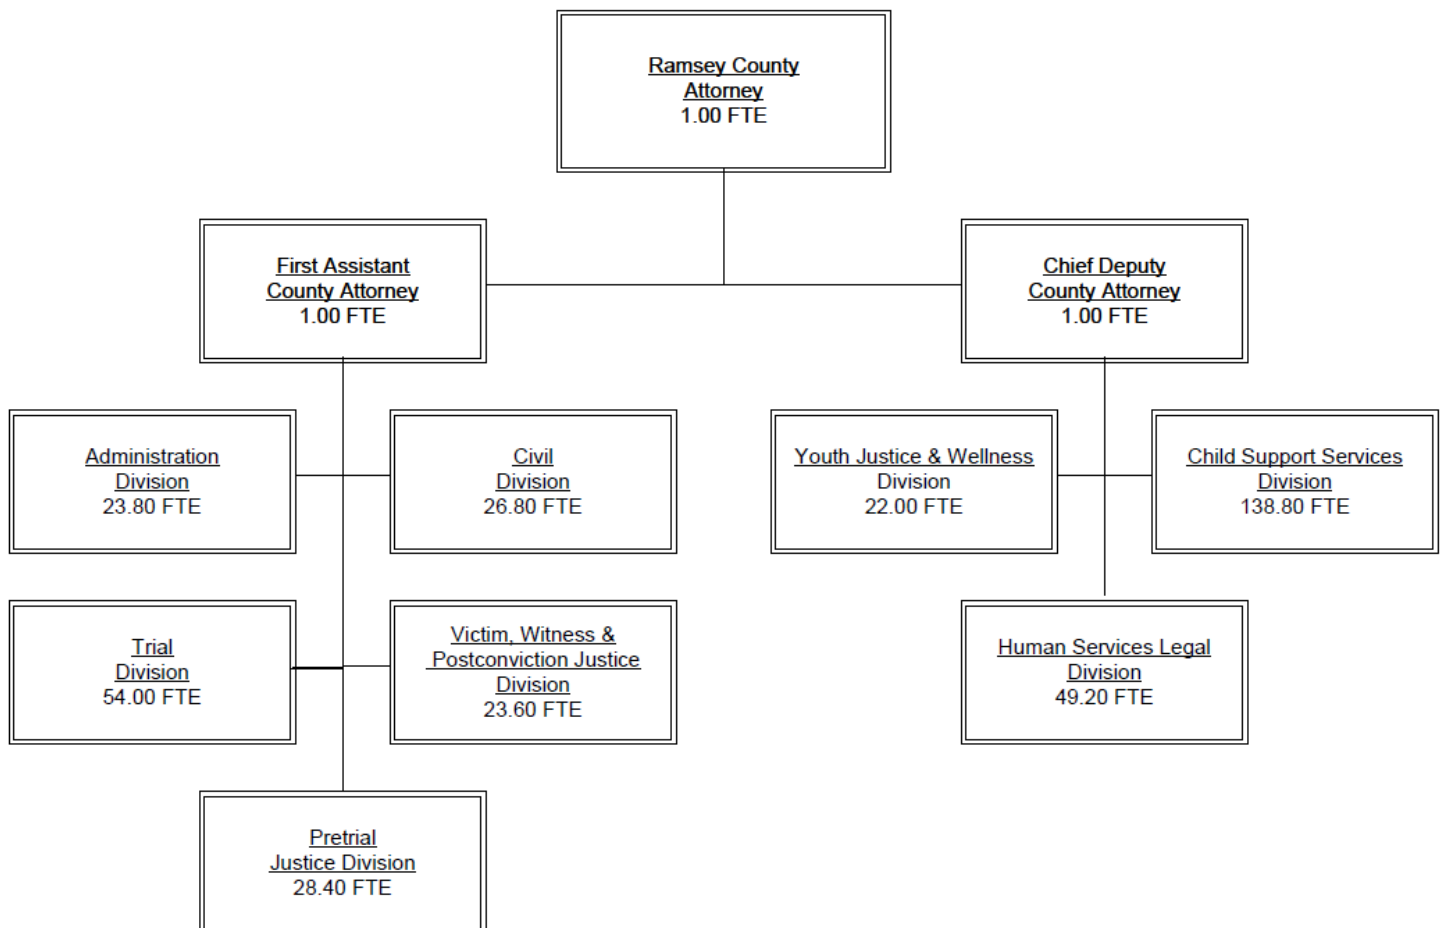 Ramsey County
Attorney
1.00 FTE
First Assistant
County Attorney
1.00 FTE
Chief Deputy
County Attorney
1.00 FTE
Administration
Division
23.80 FTE
Civil
Division
26.80 FTE
Youth Justice & Wellness
Division
22.00 FTE
Child Support Services
Division
138.80 FTE
Trial
Division
54.00 FTE
Victim, Witness &
Postconviction Justice
Division
23.60 FTE
Human Services Legal
Division
49.20 FTE
Pretrial
Justice Division
28.40 FTE